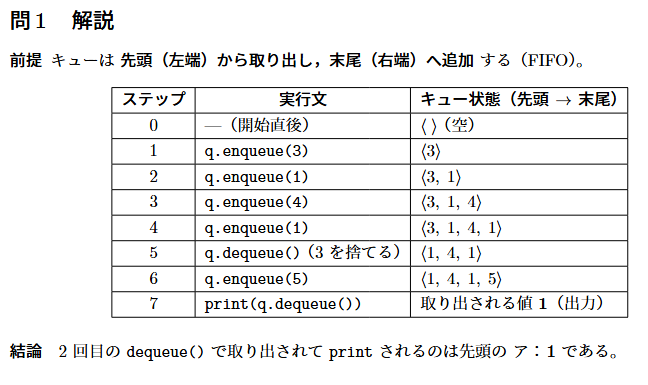 問1 解説
前提 キューは 先頭（左端）から取り出し，末尾（右端）へ追加 する（FIFO）。
ステップ 実行文 キュー状態（先頭 → 末尾）
0 —（開始直後） ⟨ ⟩（空）
1 q.enqueue(3) ⟨3⟩
2 q.enqueue(1) ⟨3, 1⟩
3 q.enqueue(4) ⟨3, 1, 4⟩
4 q.enqueue(1) ⟨3, 1, 4, 1⟩
5 q.dequeue()（3 を捨てる） ⟨1, 4, 1⟩
6 q.enqueue(5) ⟨1, 4, 1, 5⟩
7 print(q.dequeue()) 取り出される値 1（出力）
結論 2 回目の dequeue() で取り出されて print されるのは先頭の ア：1 である。